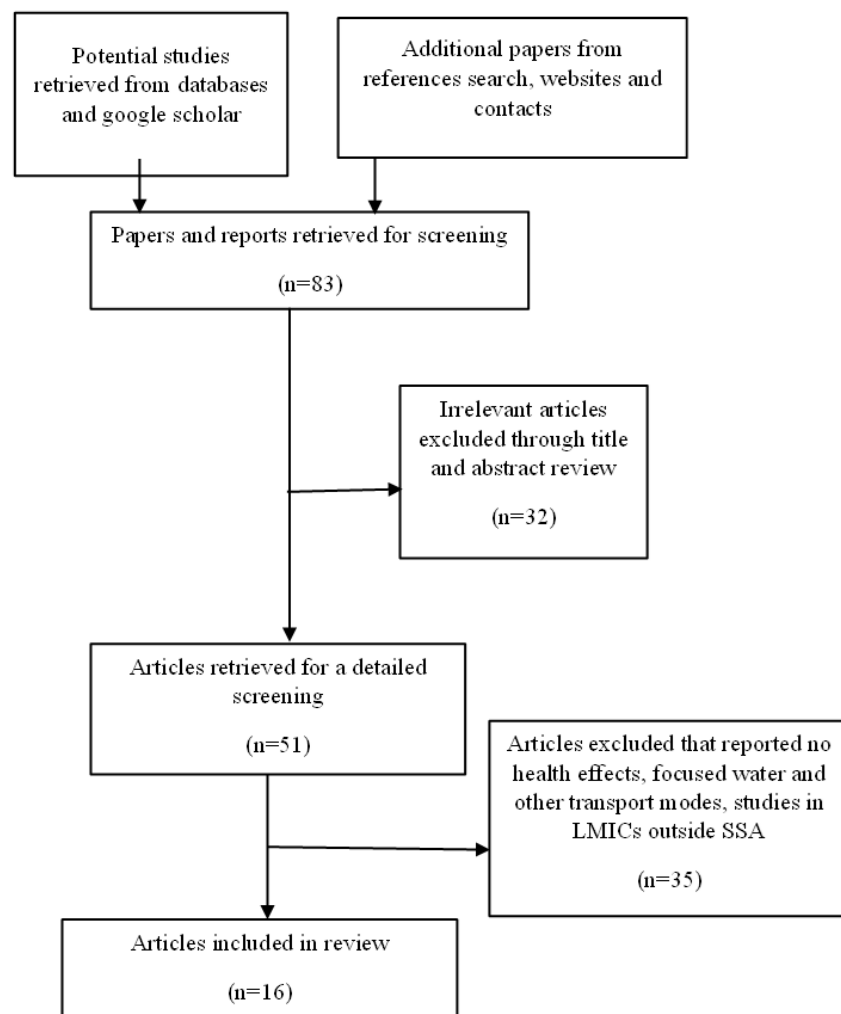 Potential studies
retrieved from databases
and google scholar
Additional papers from
references search, websites and
contacts
Papers and reports retrieved for screening
(n=83)
Irrelevant articles
excluded through title
and abstract review
(n=32)
Articles retrieved for a detailed
screening
(n=51)
Articles excluded that reported no
health effects, focused water and
other transport modes, studies in
LMICs outside SSA
(n=35)
Articles included in review
(n=16)